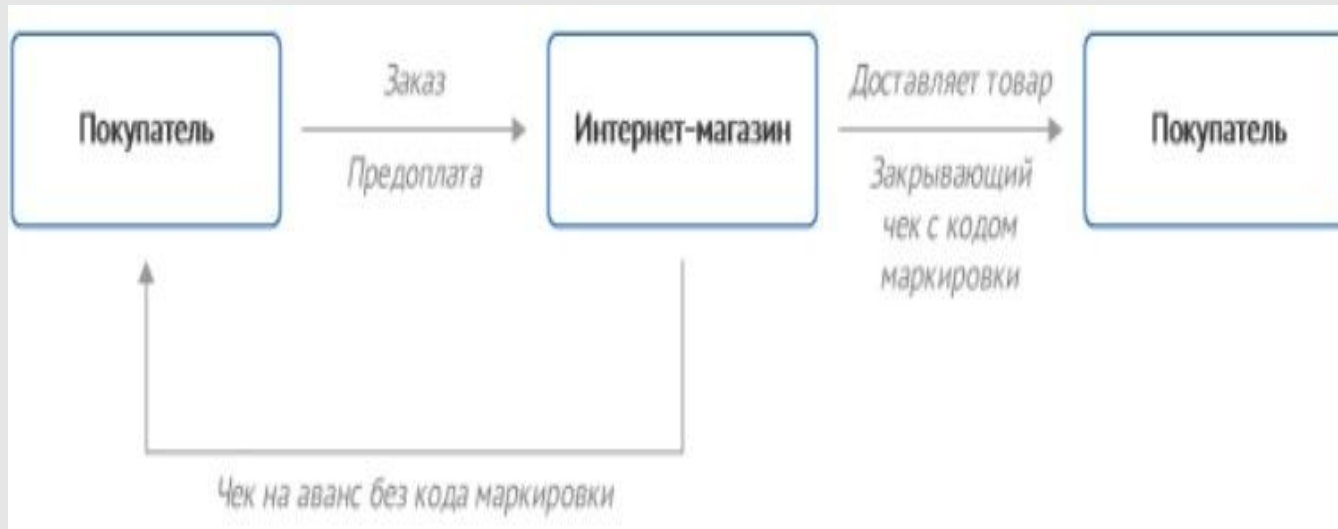 Покупатель
Заказ
Предоплата
Интернет-магазин
Доставляет товар
Закрывающий
чек с кодом
маркировки
Покупатель
Чек на аванс без кода маркировки